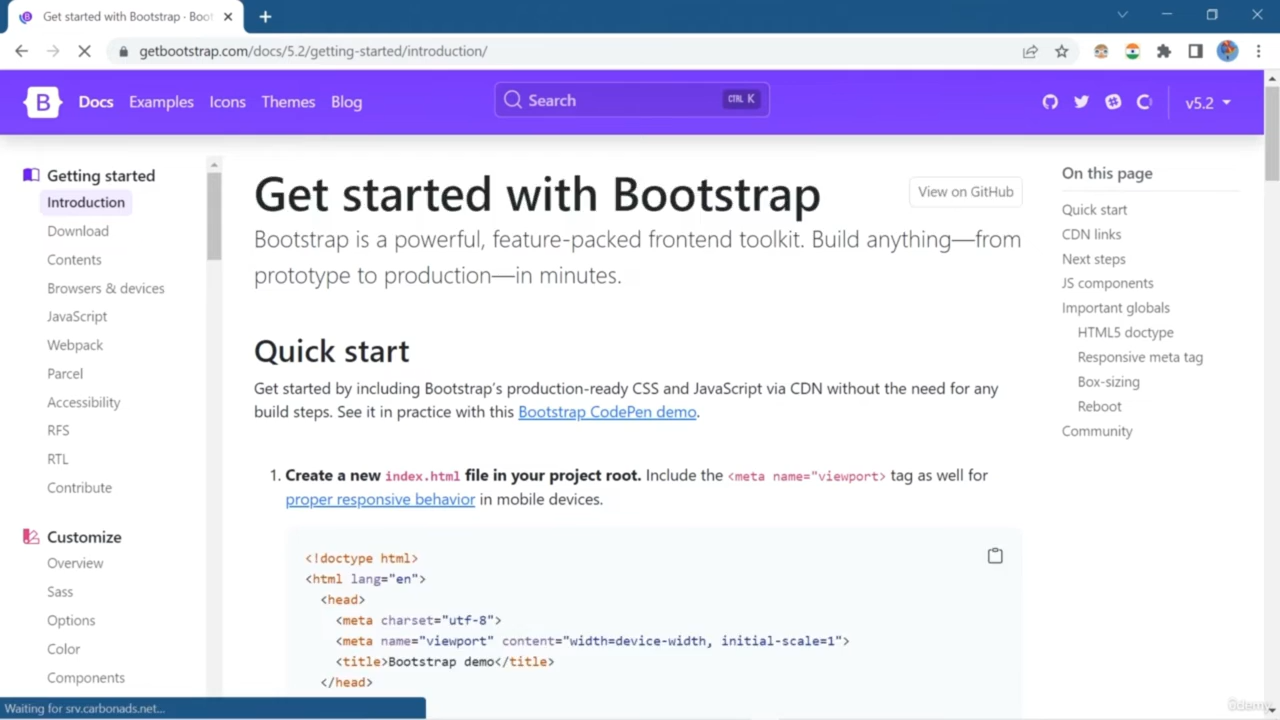 Get started with Bootstrap · Boot
getbootstrap.com/docs/5.2/getting-started/introduction/
B Docs Examples Icons Themes Blog
Search
CTRL K
v5.2
Getting started
Introduction
Download
Contents
Browsers & devices
JavaScript
Webpack
Parcel
Accessibility
RFS
RTL
Contribute
Customize
Overview
Sass
Options
Color
Components
Get started with Bootstrap
View on GitHub
Bootstrap is a powerful, feature-packed frontend toolkit. Build anything—from
prototype to production—in minutes.
Quick start
Get started by including Bootstrap's production-ready CSS and JavaScript via CDN without the need for any
build steps. See it in practice with this Bootstrap CodePen demo.
1. Create a new index.html file in your project root. Include the <meta name="viewport> tag as well for
proper responsive behavior in mobile devices.
<!doctype html>
<html lang="en">
<head>
<meta charset="utf-8">
<meta name="viewport" content="width=device-width, initial-scale=1">
<title>Bootstrap demo</title>
</head>
On this page
Quick start
CDN links
Next steps
JS components
Important globals
HTML5 doctype
Responsive meta tag
Box-sizing
Reboot
Community
Waiting for srv.carbonads.net...
ûdemy